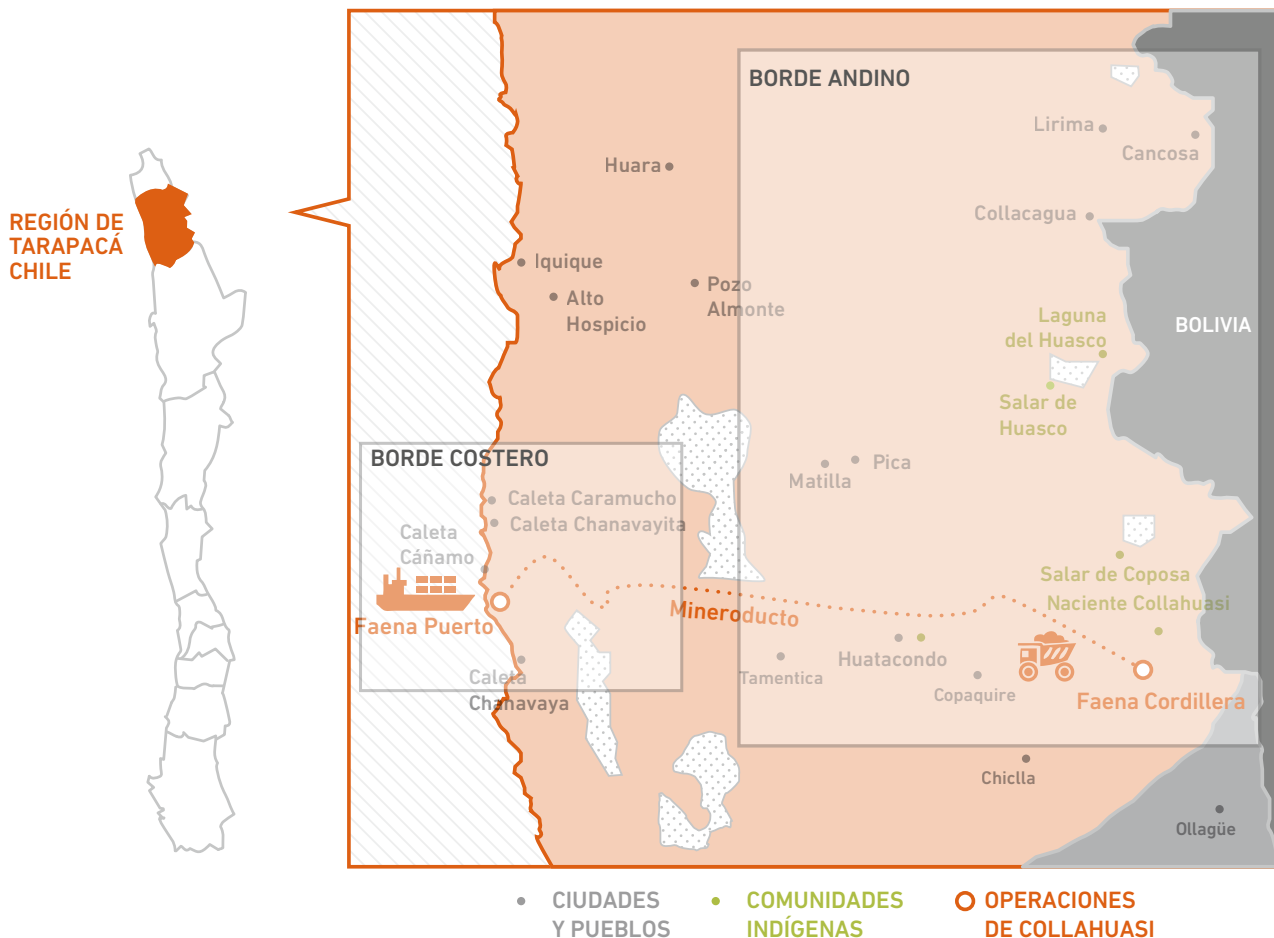 REGIÓN DE
TARAPACÁ
CHILE
BORDE ANDINO
Lirima
Cancosa
Huara
Collacagua
Iquique
Alto
Hospicio
Pozo
Almonte
Laguna
del Huasco
BOLIVIA
Salar de
Huasco
BORDE COSTERO
Matilla
Pica
Caleta Caramucho
Caleta Chanavayita
Caleta
Cáñamo
Salar de Coposa
Naciente Collahuasi
Faena Puerto
Mineroducto
Huatacondo
Tamentica
Copaquire
Caleta
Chanavaya
Faena Cordillera
Chiclla
Ollagüe
CIUDADES
Y PUEBLOS
COMUNIDADES
INDÍGENAS
OPERACIONES
DE COLLAHUASI